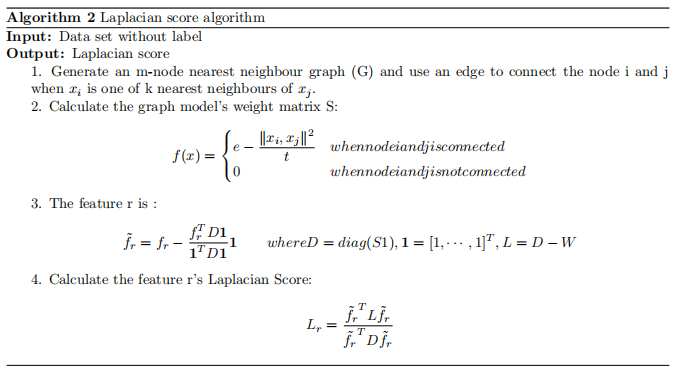 Algorithm 2 Laplacian score algorithm
Input: Data set without label
Output: Laplacian score
1. Generate an m-node nearest neighbour graph (G) and use an edge to connect the node i and j
when $x_i$ is one of k nearest neighbours of $x_j$.
2. Calculate the graph model's weight matrix S:
$f(x) = \begin{cases} e - \dfrac{\|x_i, x_j\|^2}{t} & whennodeiandjisconnected \\ 0 & whennodeiandjisnotconnected \end{cases}$
3. The feature r is :
$\tilde{f}_r = f_r - \dfrac{f_r^T D\mathbf{1}}{\mathbf{1}^T D\mathbf{1}}\mathbf{1} \qquad whereD = diag(S1), \mathbf{1} = [1, \cdots, 1]^T, L = D - W$
4. Calculate the feature r's Laplacian Score:
$L_r = \dfrac{\tilde{f_r}^T L \tilde{f_r}}{\tilde{f_r}^T D \tilde{f_r}}$